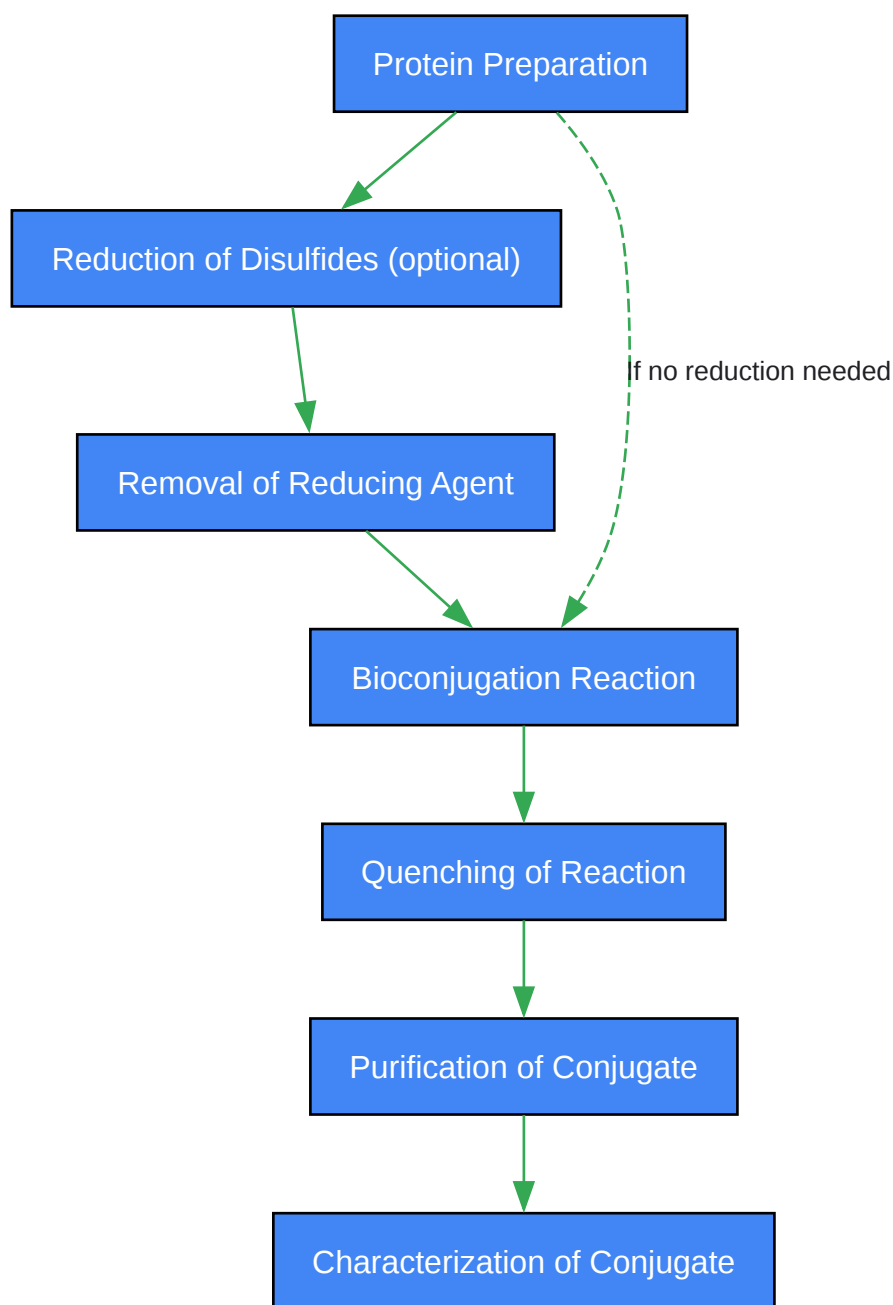 Protein Preparation
Reduction of Disulfides (optional)
If no reduction needed
Removal of Reducing Agent
Bioconjugation Reaction
Quenching of Reaction
Purification of Conjugate
Characterization of Conjugate